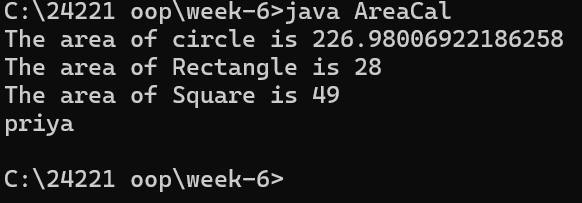 C:\24221 oop\week-6>java AreaCal
The area of circle is 226.98006922186258
The area of Rectangle is 28
The area of Square is 49
priya
C:\24221 oop\week-6>